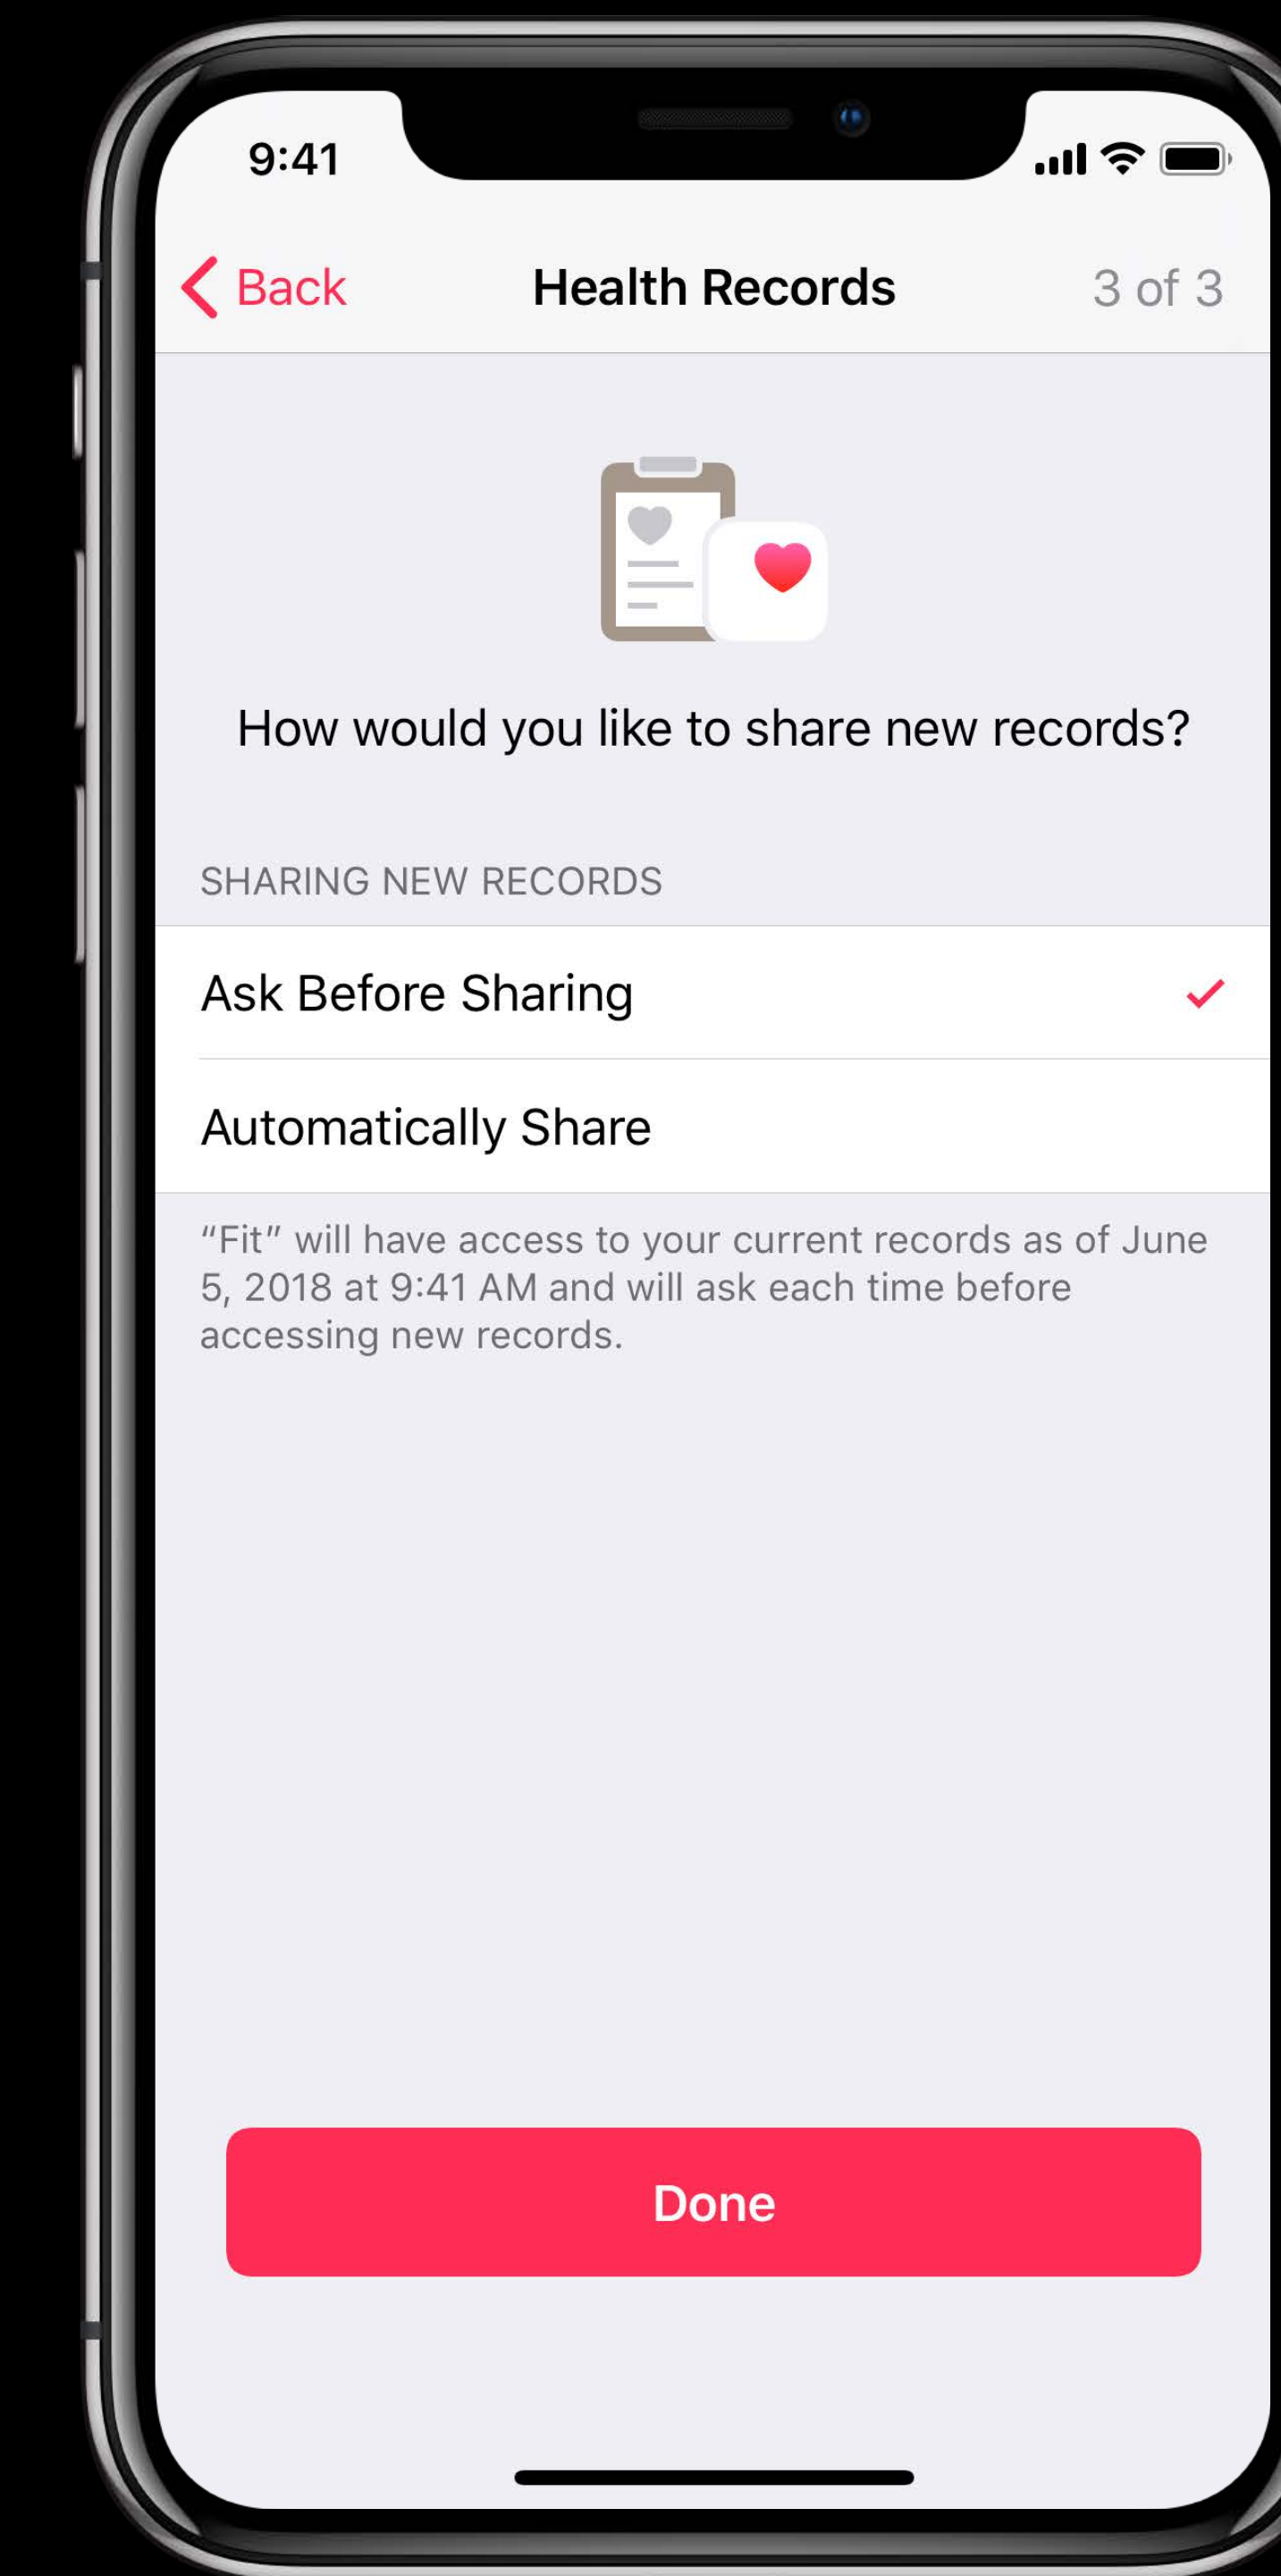 9:41
Back
Health Records
3 of 3
How would you like to share new records?
SHARING NEW RECORDS
Ask Before Sharing
Automatically Share
“Fit” will have access to your current records as of June
5, 2018 at 9:41 AM and will ask each time before
accessing new records.
Done